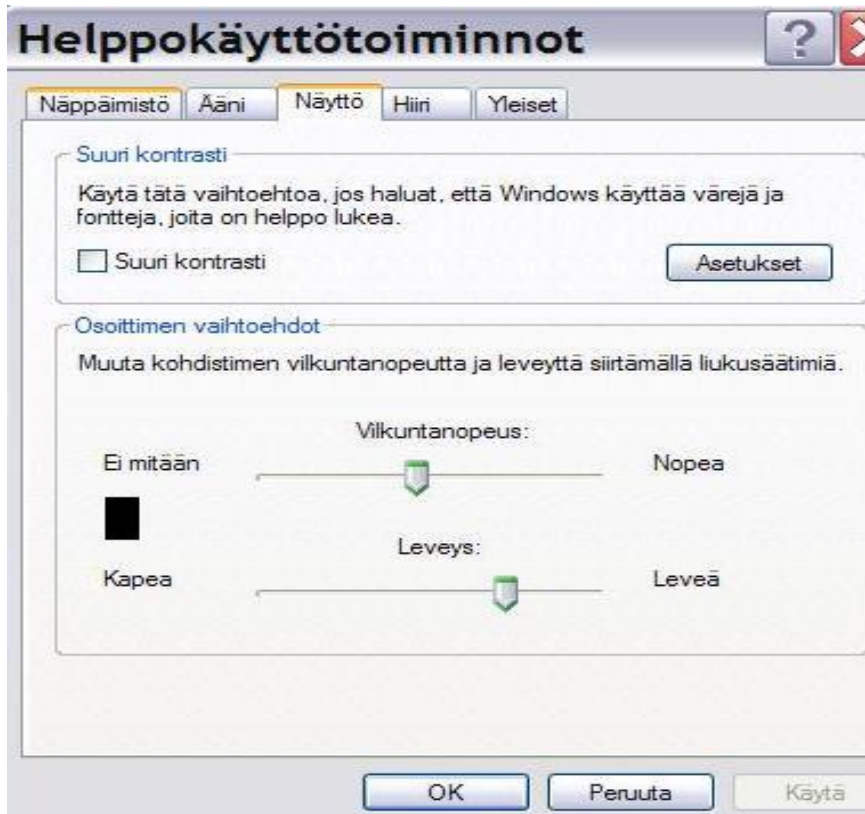 Helppokäyttötoiminnot
Näppäimistö Ääni Näyttö Hiiri Yleiset
Suuri kontrasti
Käytä tätä vaihtoehtoa, jos haluat, että Windows käyttää värejä ja
fontteja, joita on helppo lukea.
Suuri kontrasti Asetukset
Osoittimen vaihtoehdot
Muuta kohdistimen vilkuntanopeutta ja leveyttä siirtämällä liukusäätimiä.
Vilkuntanopeus:
Ei mitään Nopea
Leveys:
Kapea Leveä
OK Peruuta Käytä